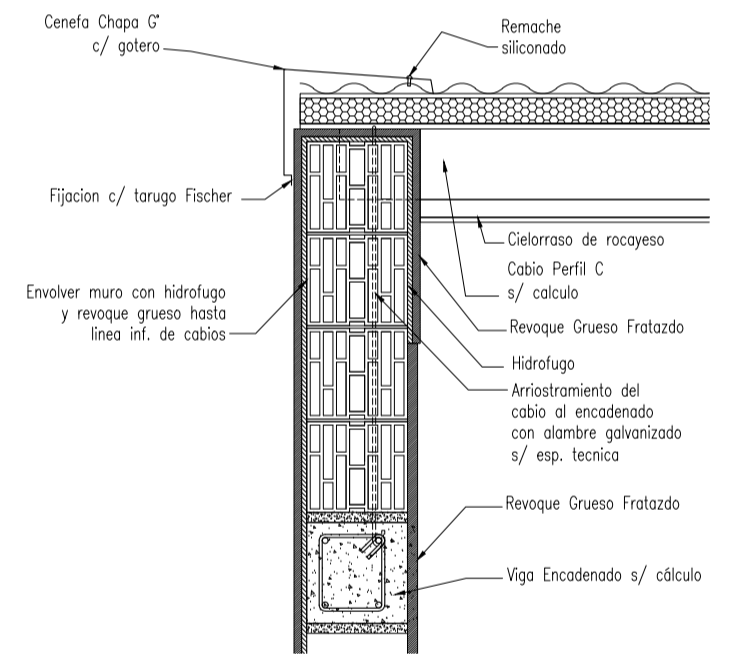 Cenefa Chapa G°
c/ gotero
Remache
siliconado
Fijacion c/ tarugo Fischer
Cielorraso de rocayeso
Cabio Perfil C
s/ calculo
Envolver muro con hidrofugo
y revoque grueso hasta
linea inf. de cabios
Revoque Grueso Fratazdo
Hidrofugo
Arriostramiento del
cabio al encadenado
con alambre galvanizado
s/ esp. tecnica
Revoque Grueso Fratazdo
Viga Encadenado s/ cálculo